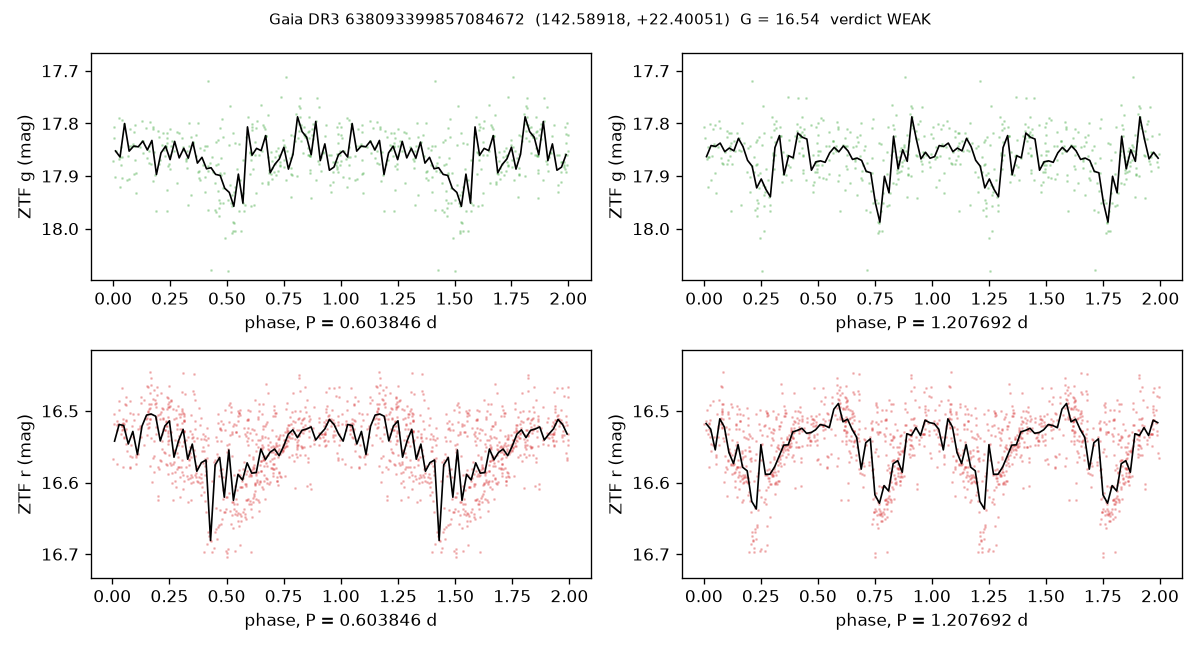 Gaia DR3 638093399857084672 (142.58918, +22.40051) G = 16.54 verdict WEAK
ZTF g (mag)
17.7
17.8
17.9
18.0
0.00 0.25 0.50 0.75 1.00 1.25 1.50 1.75 2.00
phase, P = 0.603846 d
ZTF g (mag)
17.7
17.8
17.9
18.0
0.00 0.25 0.50 0.75 1.00 1.25 1.50 1.75 2.00
phase, P = 1.207692 d
ZTF r (mag)
16.5
16.6
16.7
0.00 0.25 0.50 0.75 1.00 1.25 1.50 1.75 2.00
phase, P = 0.603846 d
ZTF r (mag)
16.5
16.6
16.7
0.00 0.25 0.50 0.75 1.00 1.25 1.50 1.75 2.00
phase, P = 1.207692 d